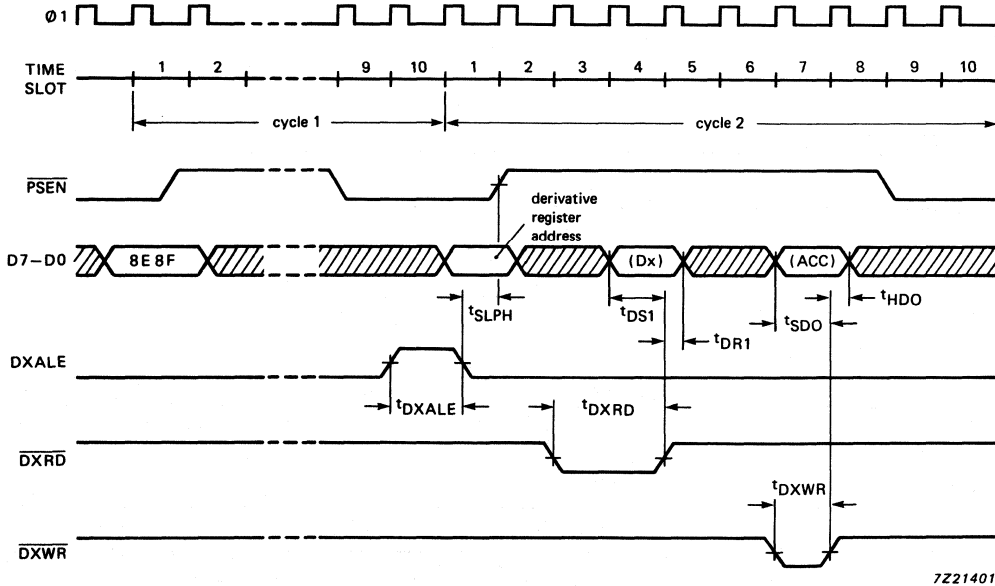 Ø1
TIME SLOT
1 2 9 10 1 2 3 4 5 6 7 8 9 10
cycle 1 cycle 2
PSEN
derivative
register
address
D7–D0 8E 8F (Dx) (ACC)
tSLPH tDS1 tDR1 tSDO tHDO
DXALE
tDXALE tDXRD
DXRD
tDXWR
DXWR
7Z21401